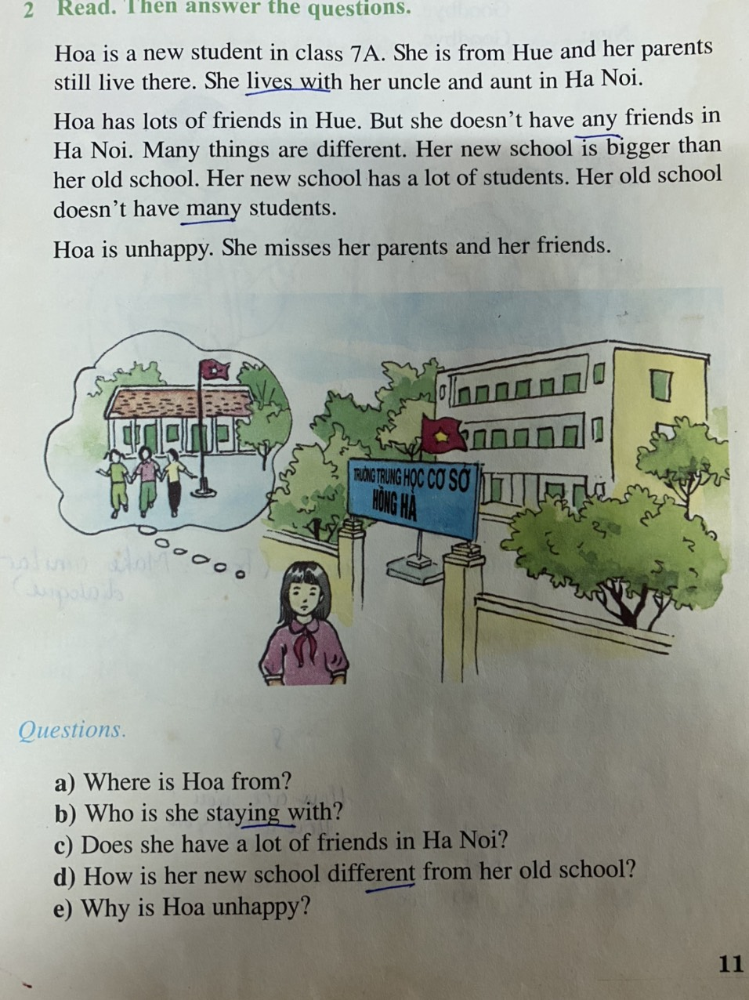 2 Read. Then answer the questions.
Hoa is a new student in class 7A. She is from Hue and her parents
still live there. She lives with her uncle and aunt in Ha Noi.
Hoa has lots of friends in Hue. But she doesn't have any friends in
Ha Noi. Many things are different. Her new school is bigger than
her old school. Her new school has a lot of students. Her old school
doesn't have many students.
Hoa is unhappy. She misses her parents and her friends.
TRƯỜNG TRUNG HỌC CƠ SỞ
HỒNG HÀ
Questions.
a) Where is Hoa from?
b) Who is she staying with?
c) Does she have a lot of friends in Ha Noi?
d) How is her new school different from her old school?
e) Why is Hoa unhappy?
11